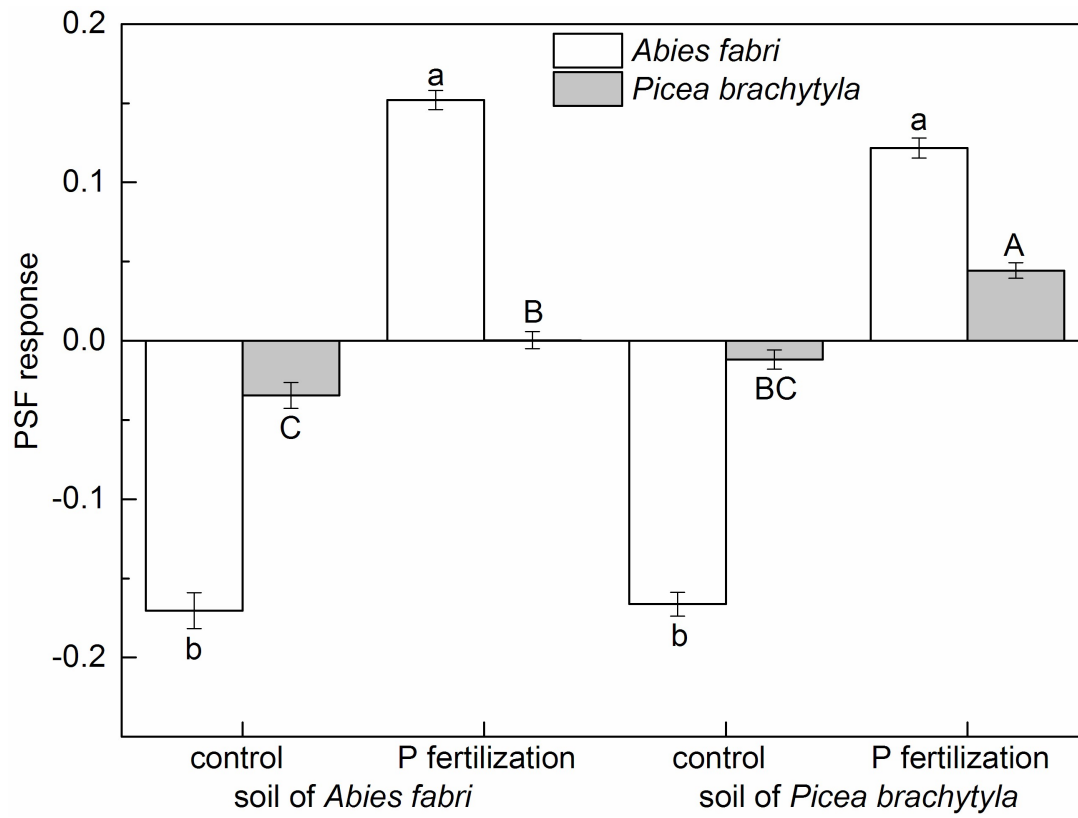 0.2
0.1
0.0
-0.1
-0.2
PSF response
Abies fabri
Picea brachytyla
a
a
A
B
C
BC
b
b
control P fertilization control P fertilization
soil of Abies fabri soil of Picea brachytyla